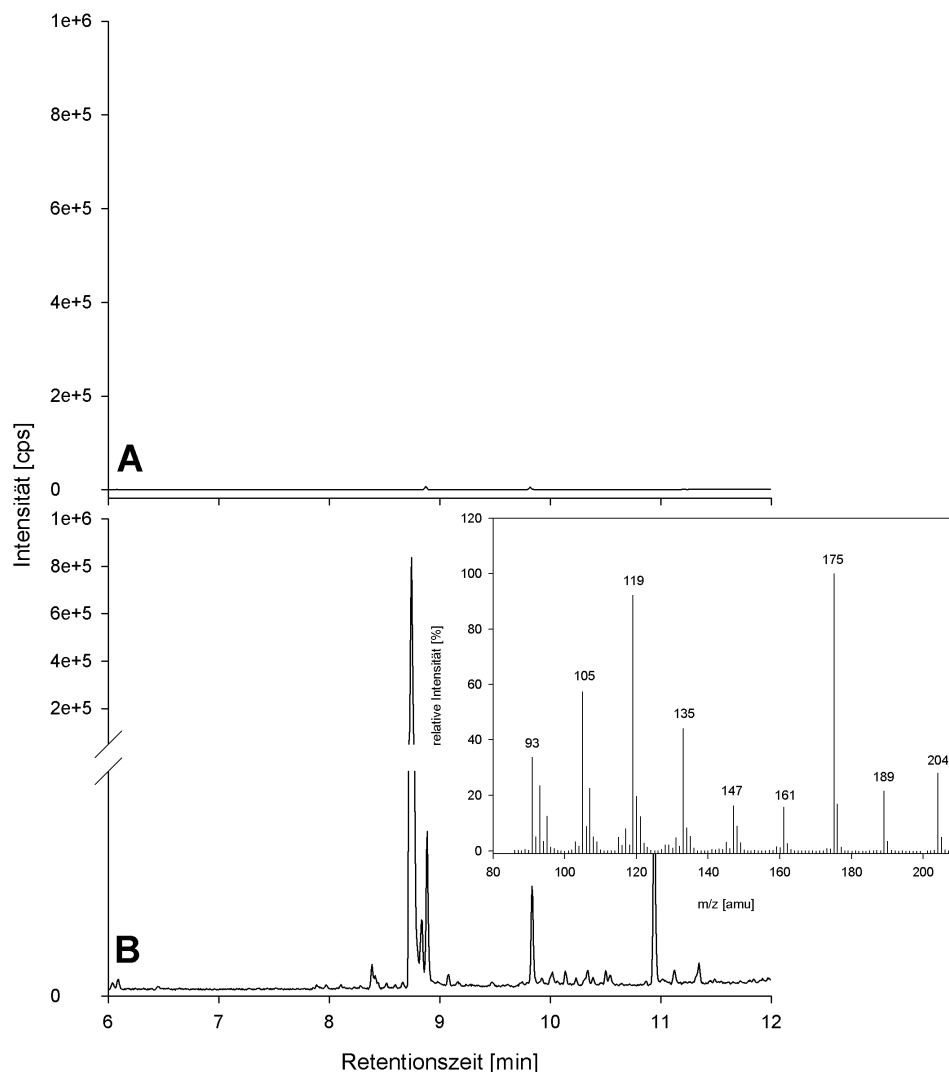 1e+6
8e+5
6e+5
4e+5
2e+5
0
A
Intensität [cps]
1e+6
8e+5
6e+5
4e+5
2e+5
0
B
6 7 8 9 10 11 12
Retentionszeit [min]
120
100
80
60
40
20
0
relative Intensität [%]
93
105
119
135
147
161
175
189
204
80 100 120 140 160 180 200
m/z [amu]